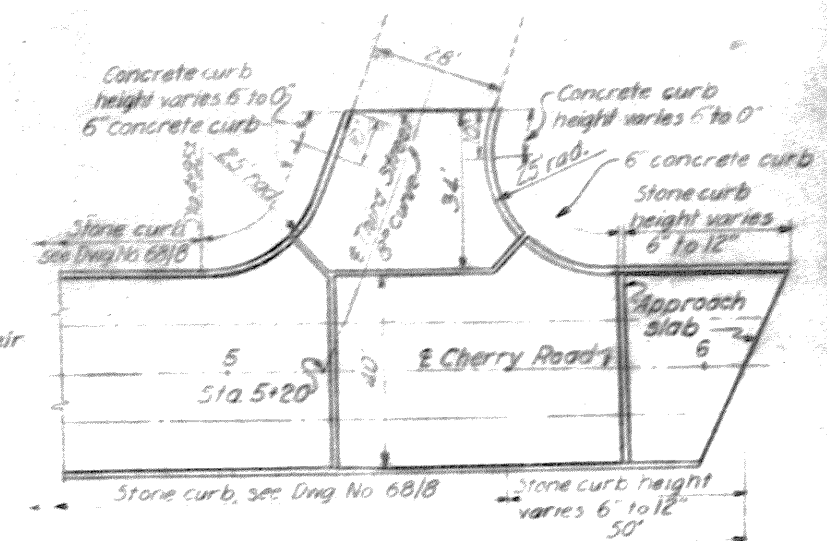 28'
Concrete curb
height varies 6" to 0"
6" concrete curb
Concrete curb
height varies 6" to 0"
25' rad.
25' rad.
6" concrete curb
34'
3° Curve
Stone curb
see Dwg No 68/8
Stone curb
height varies
6" to 12"
Approach
slab
5
Sta. 5+20
40'
℄ Cherry Road
6
Stone curb, see Dwg No 68/8
Stone curb height
varies 6" to 12"
50'